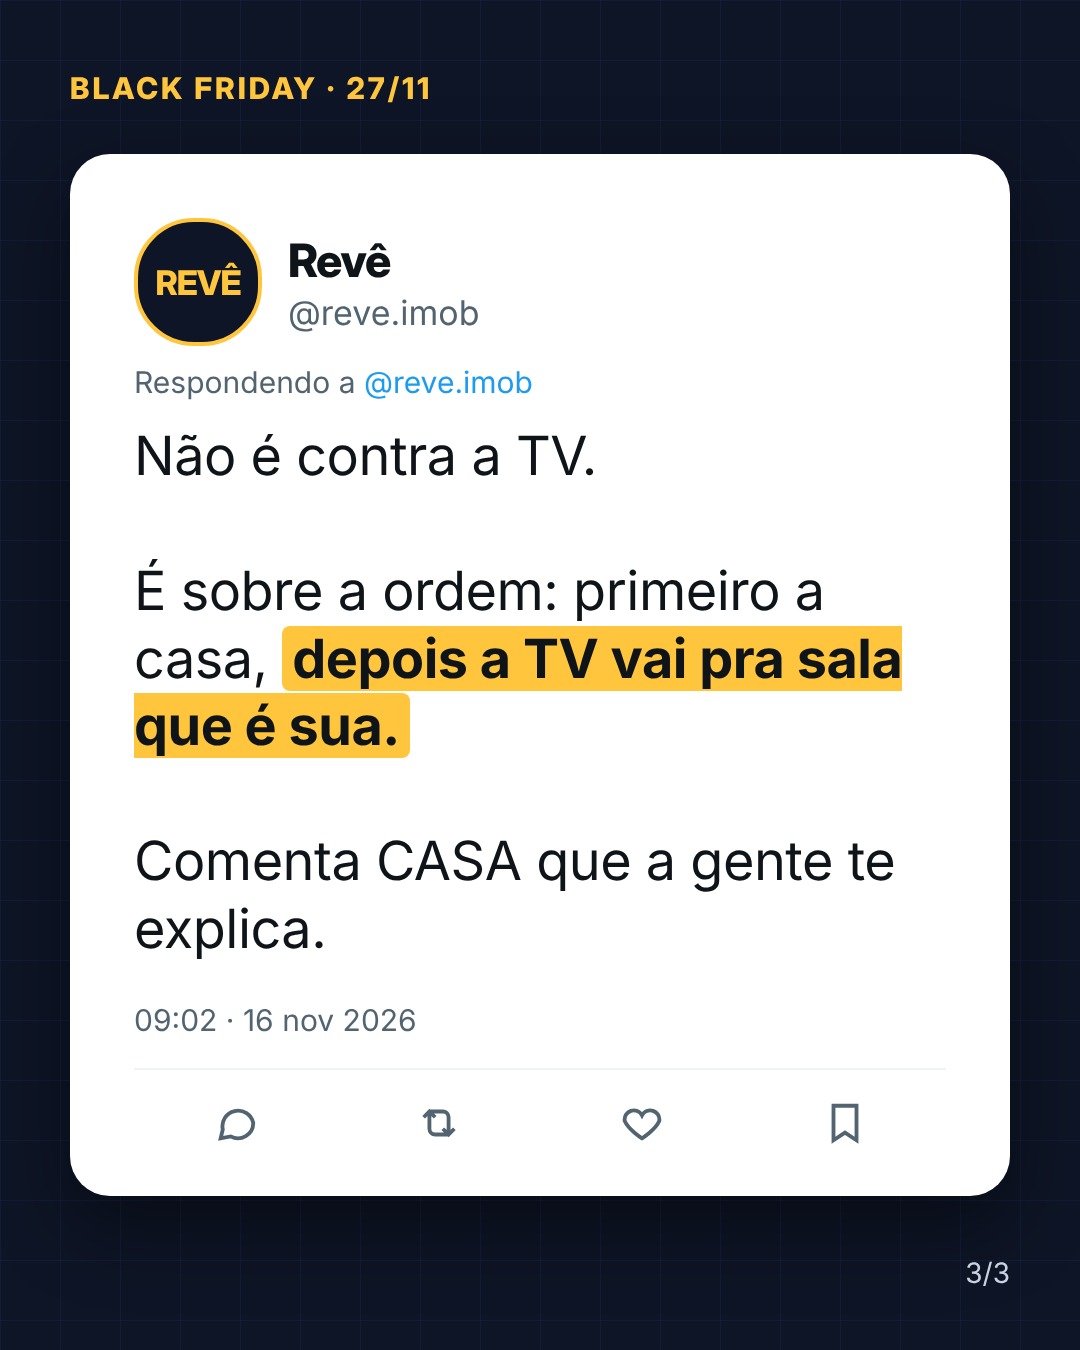 BLACK FRIDAY · 27/11
REVÊ
Revê
@reve.imob
Respondendo a @reve.imob
Não é contra a TV.
É sobre a ordem: primeiro a
casa, depois a TV vai pra sala
que é sua.
Comenta CASA que a gente te
explica.
09:02 · 16 nov 2026
3/3